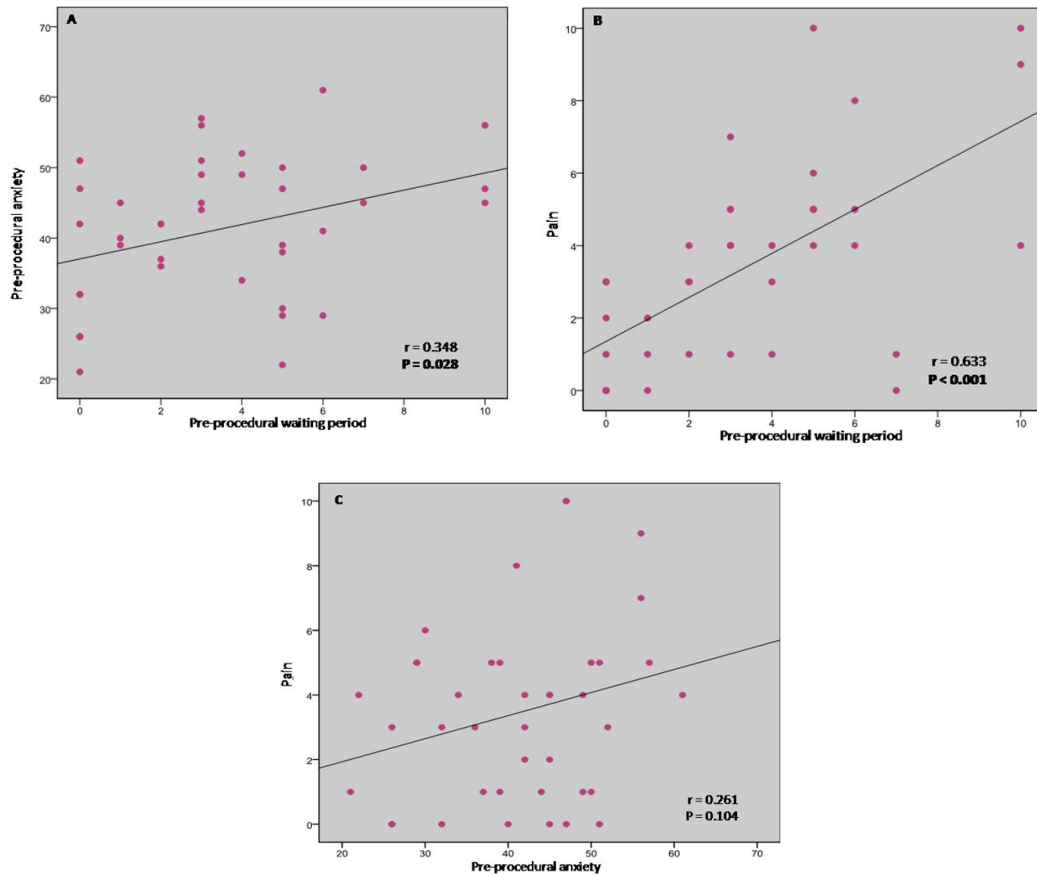 A
70
60
50
40
30
20
Pre-procedural anxiety
r = 0.348
P = 0.028
0 2 4 6 8 10
Pre-procedural waiting period
B
10
8
6
4
2
0
Pain
r = 0.633
P < 0.001
0 2 4 6 8 10
Pre-procedural waiting period
C
10
8
6
4
2
0
Pain
r = 0.261
P = 0.104
20 30 40 50 60 70
Pre-procedural anxiety